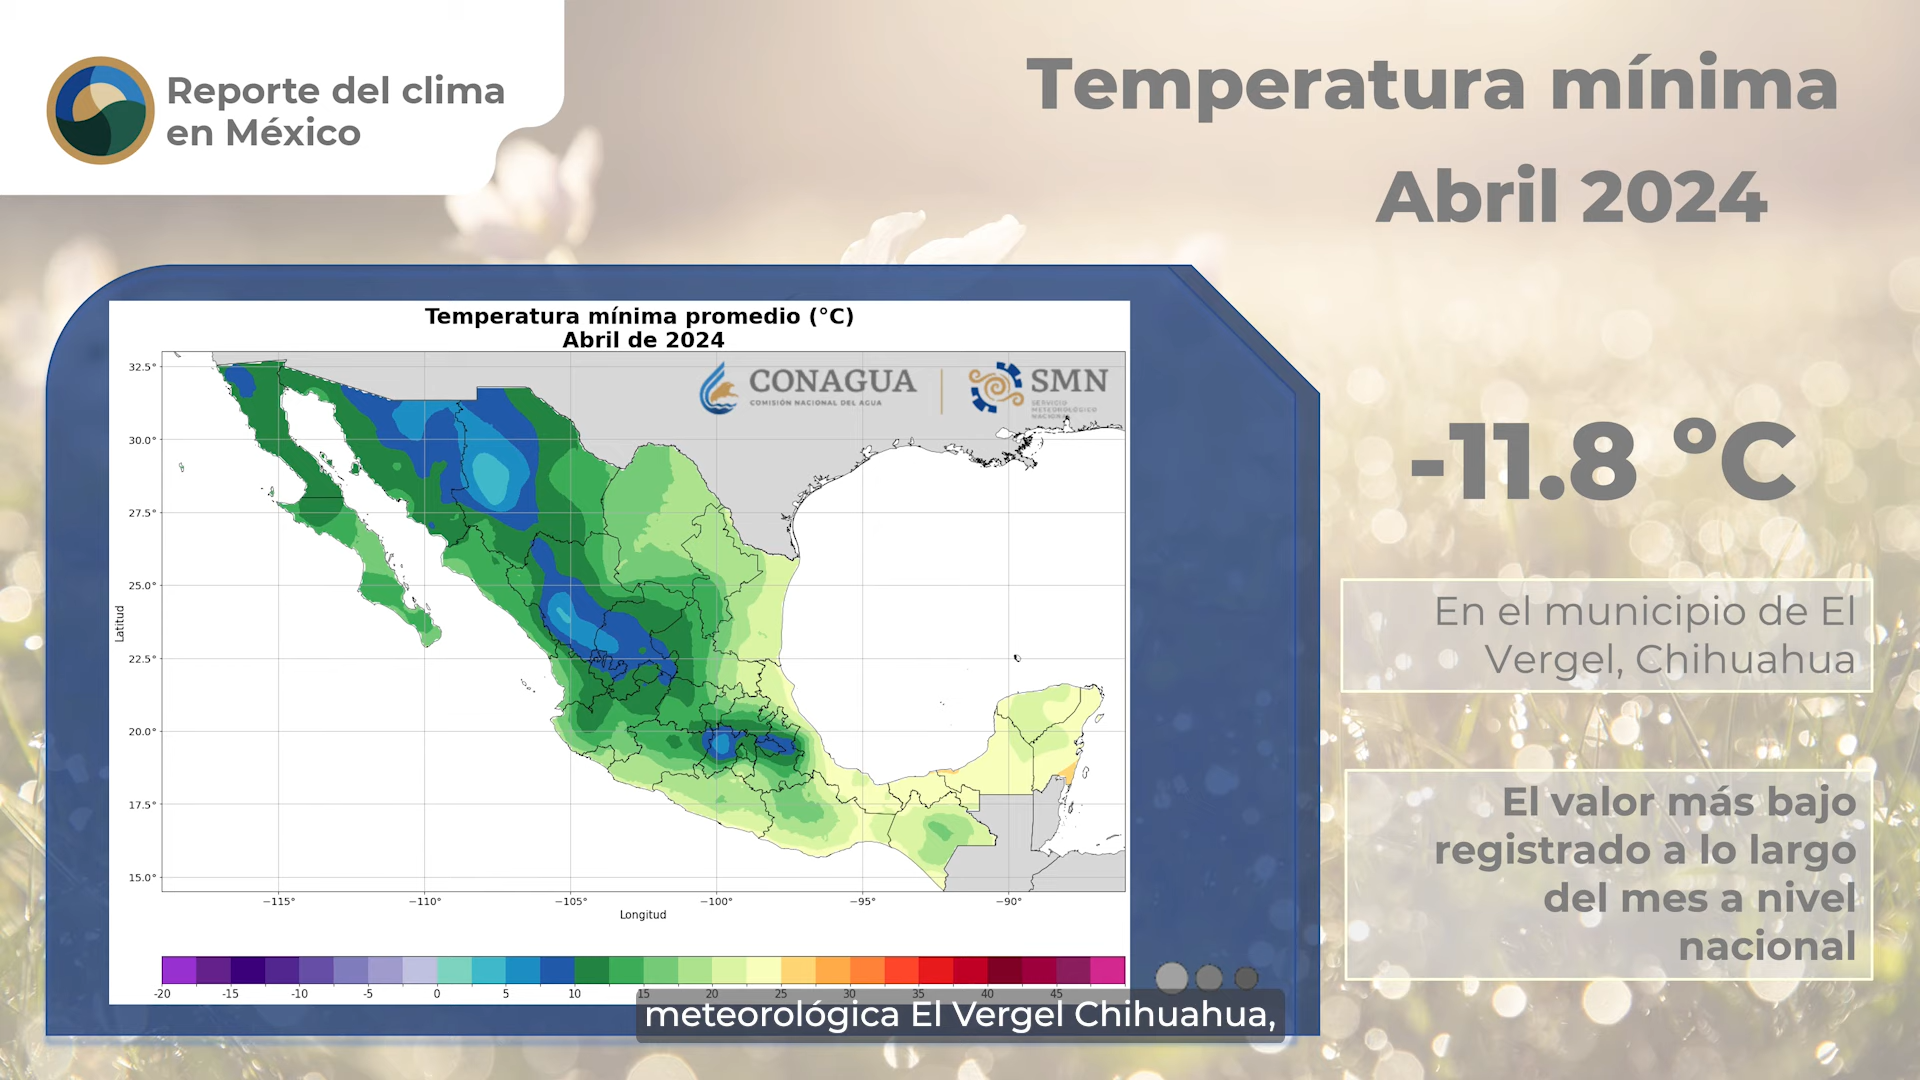 Reporte del clima
en México
Temperatura mínima
Abril 2024
Temperatura mínima promedio (°C)
Abril de 2024
CONAGUA
COMISIÓN NACIONAL DEL AGUA
SMN
SERVICIO
METEOROLÓGICO
NACIONAL
32.5°
30.0°
27.5°
25.0°
22.5°
20.0°
17.5°
15.0°
Latitud
−115° −110° −105° −100° −95° −90°
Longitud
-20 -15 -10 -5 0 5 10 15 20 25 30 35 40 45
-11.8 °C
En el municipio de El
Vergel, Chihuahua
El valor más bajo
registrado a lo largo
del mes a nivel
nacional
meteorológica El Vergel Chihuahua,